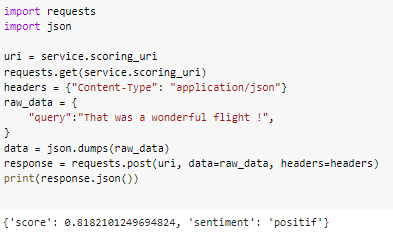 import requests
import json
uri = service.scoring_uri
requests.get(service.scoring_uri)
headers = {"Content-Type": "application/json"}
raw_data = {
    "query":"That was a wonderful flight !",
}
data = json.dumps(raw_data)
response = requests.post(uri, data=raw_data, headers=headers)
print(response.json())
{'score': 0.8182101249694824, 'sentiment': 'positif'}